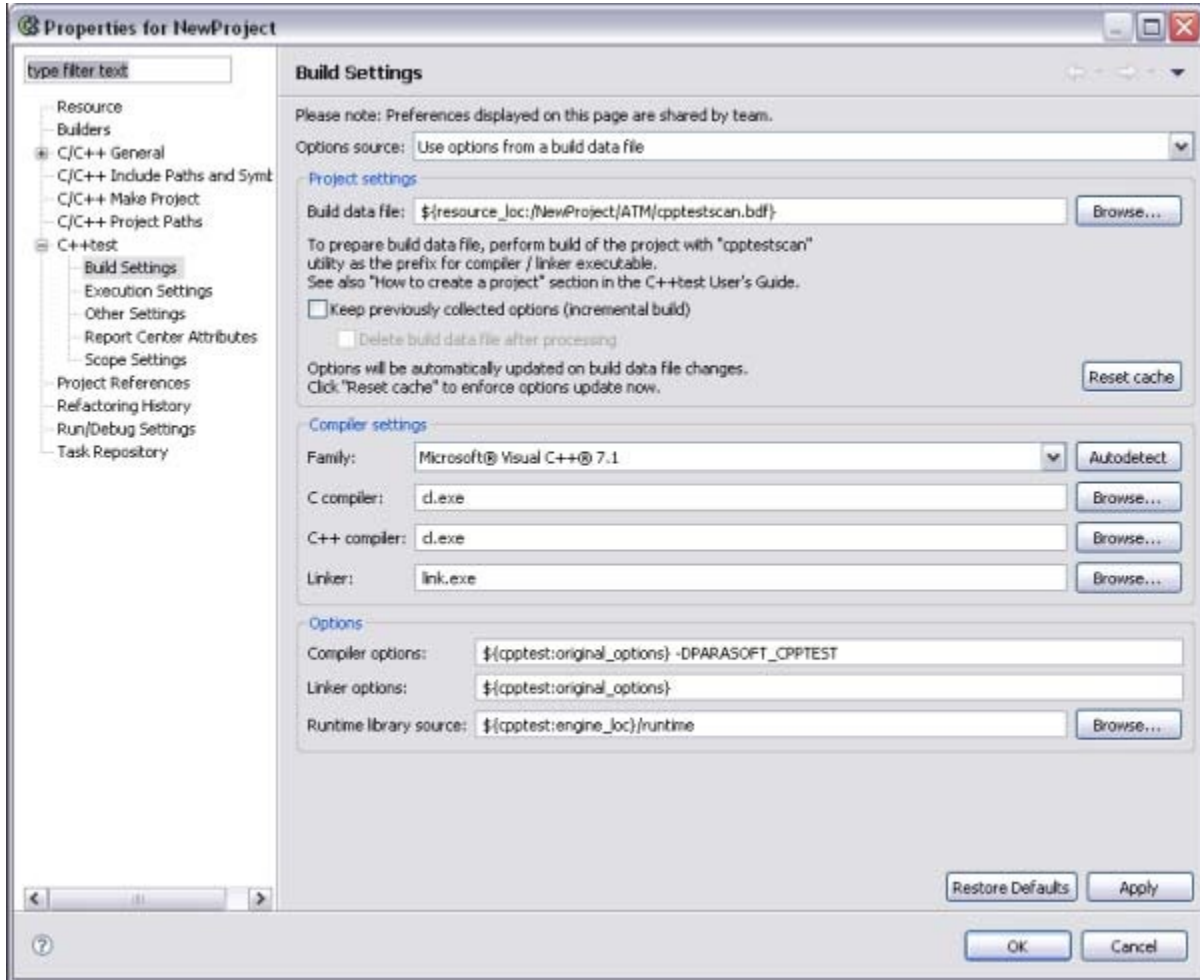 Properties for NewProject
type filter text
Resource
Builders
C/C++ General
C/C++ Include Paths and Symb
C/C++ Make Project
C/C++ Project Paths
C++test
Build Settings
Execution Settings
Other Settings
Report Center Attributes
Scope Settings
Project References
Refactoring History
Run/Debug Settings
Task Repository
Build Settings
Please note: Preferences displayed on this page are shared by team.
Options source: Use options from a build data file
Project settings
Build data file: ${resource_loc:/NewProject/ATM/cpptestscan.bdf} Browse...
To prepare build data file, perform build of the project with "cpptestscan"
utility as the prefix for compiler / linker executable.
See also "How to create a project" section in the C++test User's Guide.
Keep previously collected options (incremental build)
Delete build data file after processing
Options will be automatically updated on build data file changes.
Click "Reset cache" to enforce options update now. Reset cache
Compiler settings
Family: Microsoft® Visual C++® 7.1 Autodetect
C compiler: cl.exe Browse...
C++ compiler: cl.exe Browse...
Linker: link.exe Browse...
Options
Compiler options: ${cpptest:original_options} -DPARASOFT_CPPTEST
Linker options: ${cpptest:original_options}
Runtime library source: ${cpptest:engine_loc}/runtime Browse...
Restore Defaults Apply
? OK Cancel